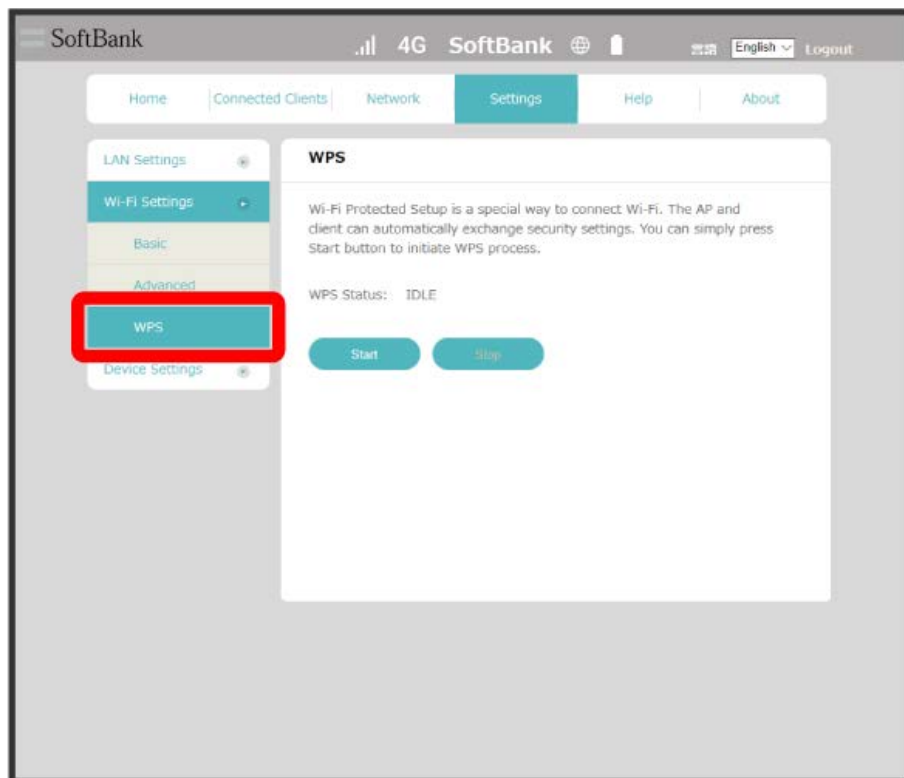 SoftBank
4G SoftBank 言語 English Logout
Home Connected Clients Network Settings Help About
LAN Settings
Wi-Fi Settings
Basic
Advanced
WPS
Device Settings
WPS
Wi-Fi Protected Setup is a special way to connect Wi-Fi. The AP and
client can automatically exchange security settings. You can simply press
Start button to initiate WPS process.
WPS Status: IDLE
Start Stop